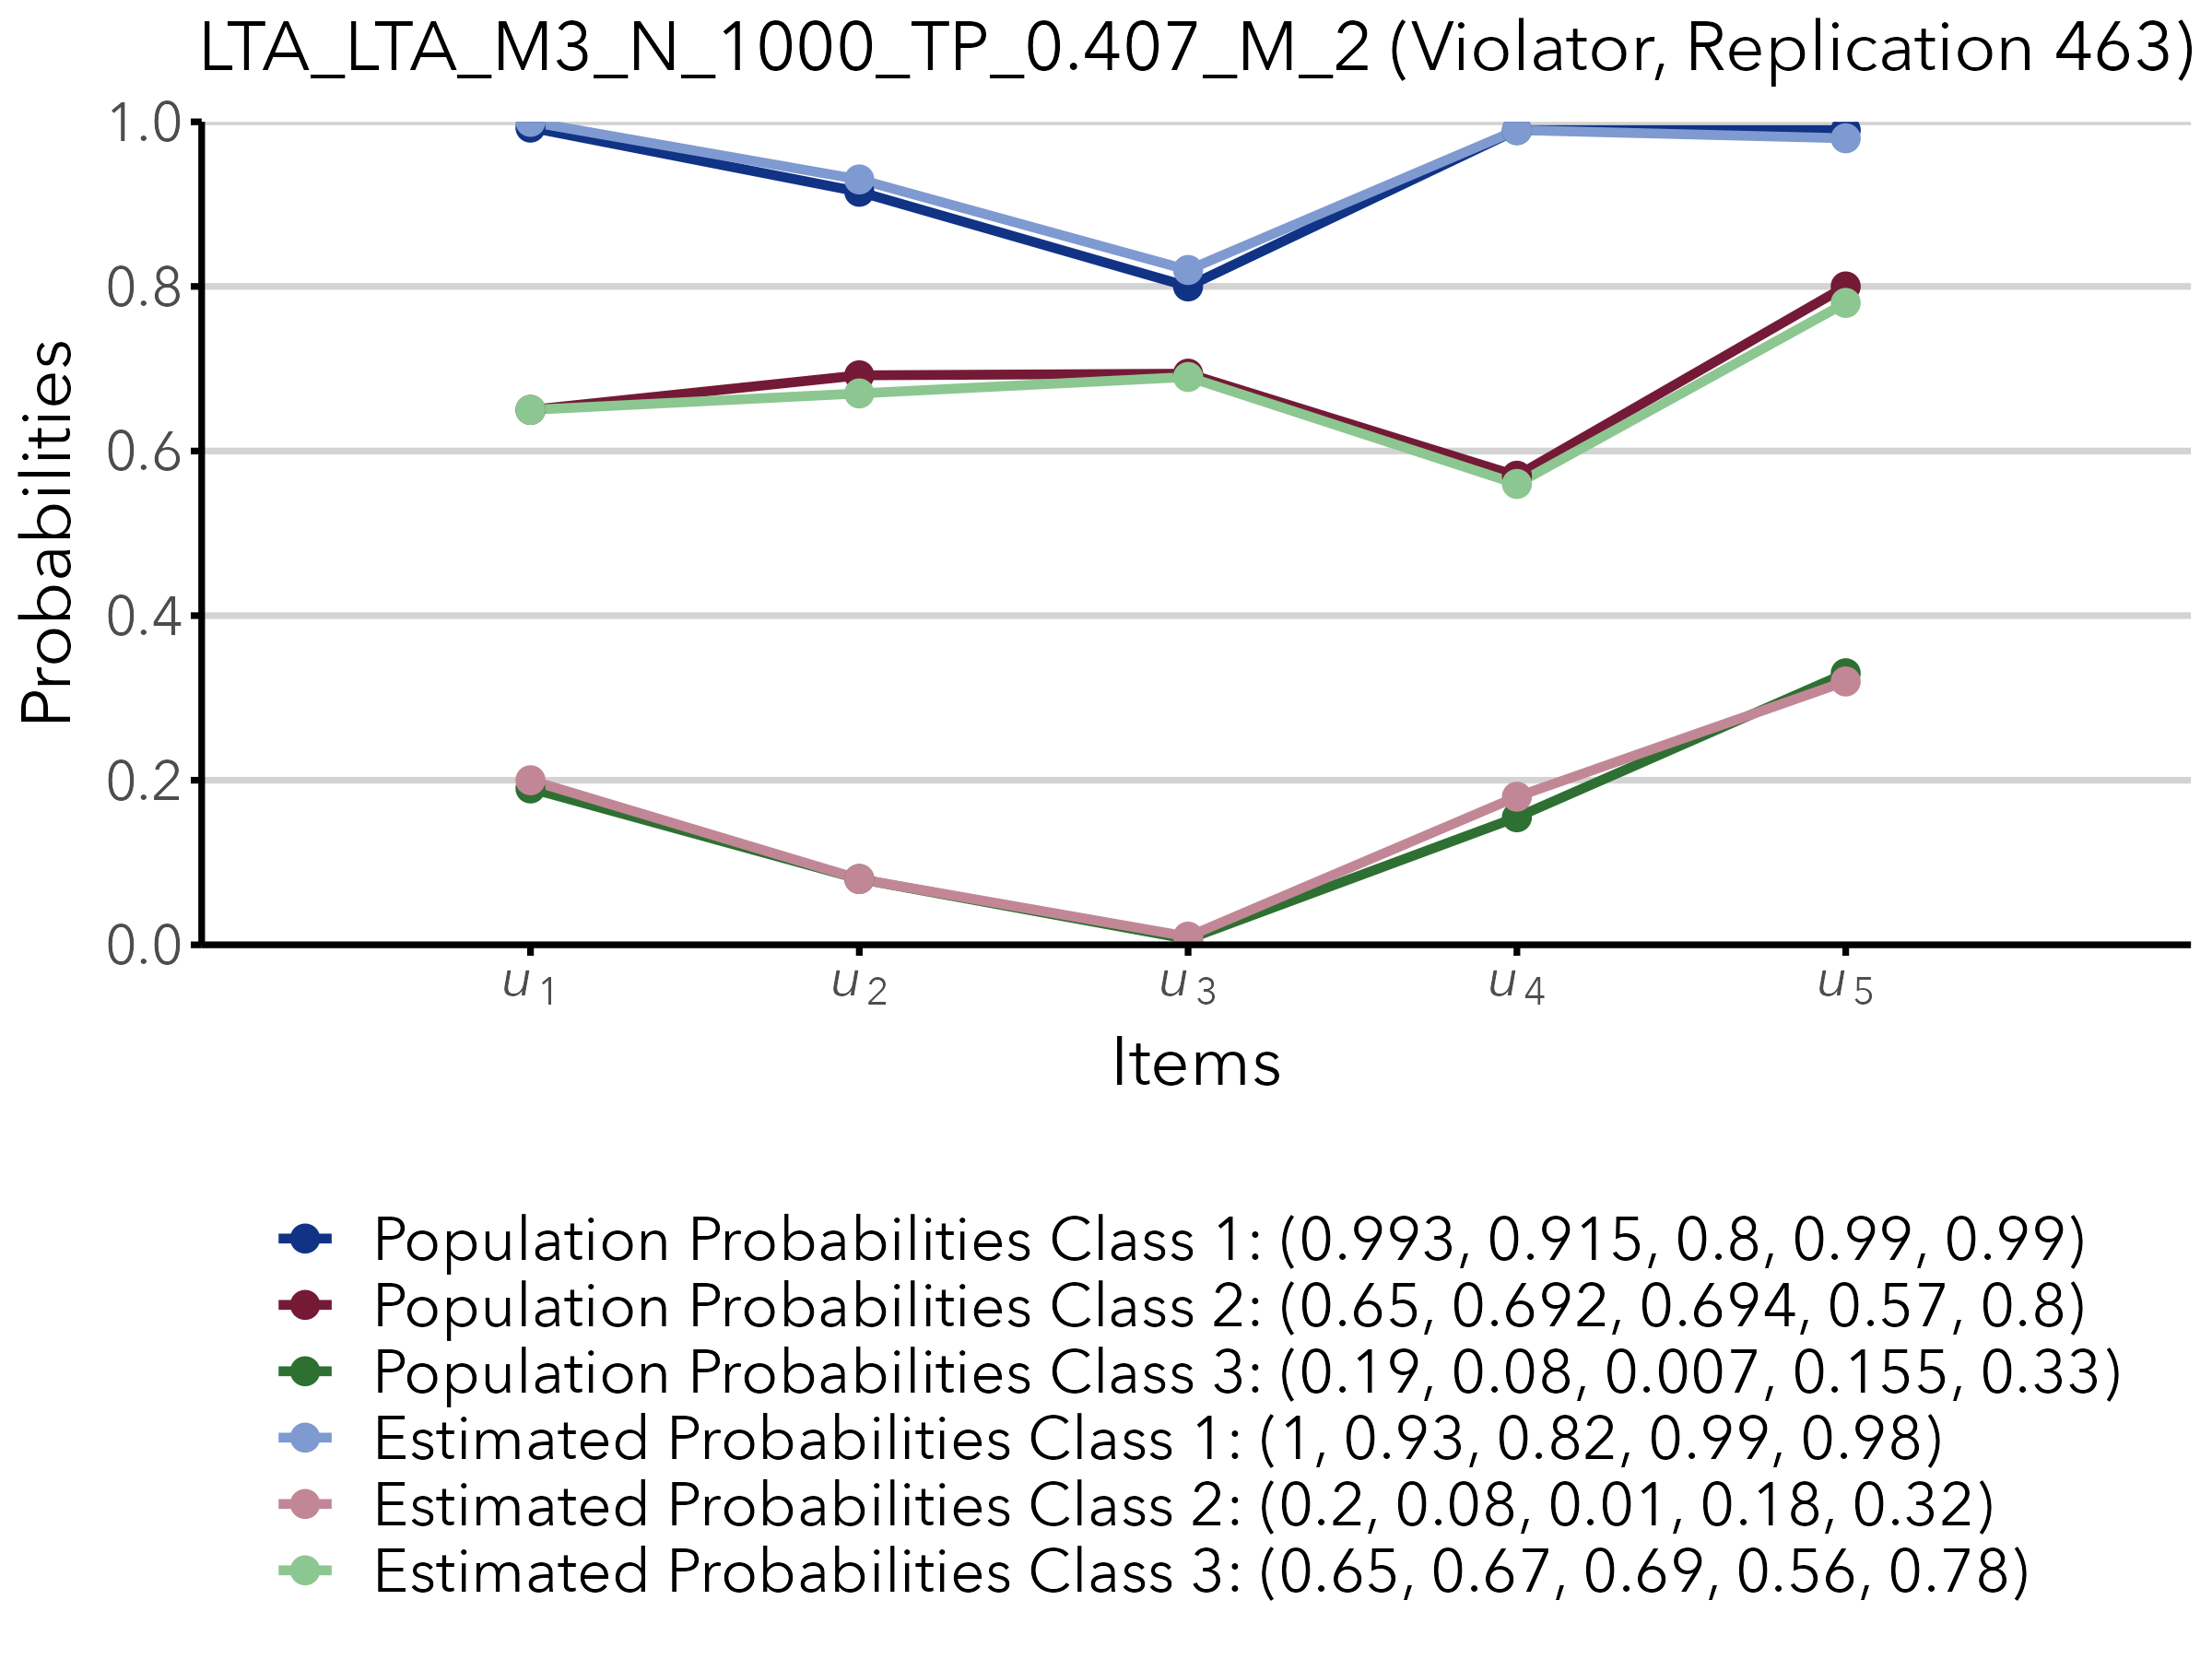 LTA_LTA_M3_N_1000_TP_0.407_M_2 (Violator, Replication 463)
1.0
0.8
0.6
0.4
0.2
0.0
Probabilities
u1 u2 u3 u4 u5
Items
Population Probabilities Class 1: (0.993, 0.915, 0.8, 0.99, 0.99)
Population Probabilities Class 2: (0.65, 0.692, 0.694, 0.57, 0.8)
Population Probabilities Class 3: (0.19, 0.08, 0.007, 0.155, 0.33)
Estimated Probabilities Class 1: (1, 0.93, 0.82, 0.99, 0.98)
Estimated Probabilities Class 2: (0.2, 0.08, 0.01, 0.18, 0.32)
Estimated Probabilities Class 3: (0.65, 0.67, 0.69, 0.56, 0.78)